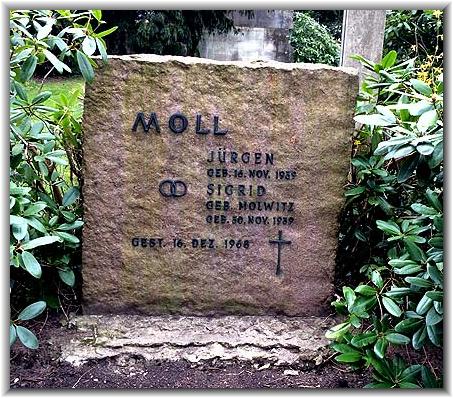 MOLL
JÜRGEN
GEB. 16. NOV. 1939
SIGRID
GEB. MOLWITZ
GEB. 30. NOV. 1939
GEST. 16. DEZ. 1968